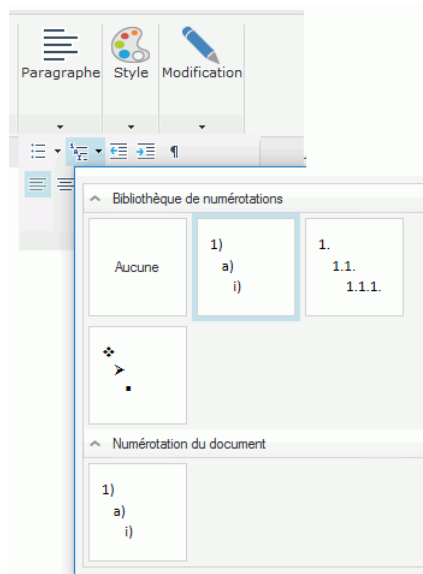 Paragraphe Style Modification
Bibliothèque de numérotations
Aucune
1)
a)
i)
1.
1.1.
1.1.1.
Numérotation du document
1)
a)
i)